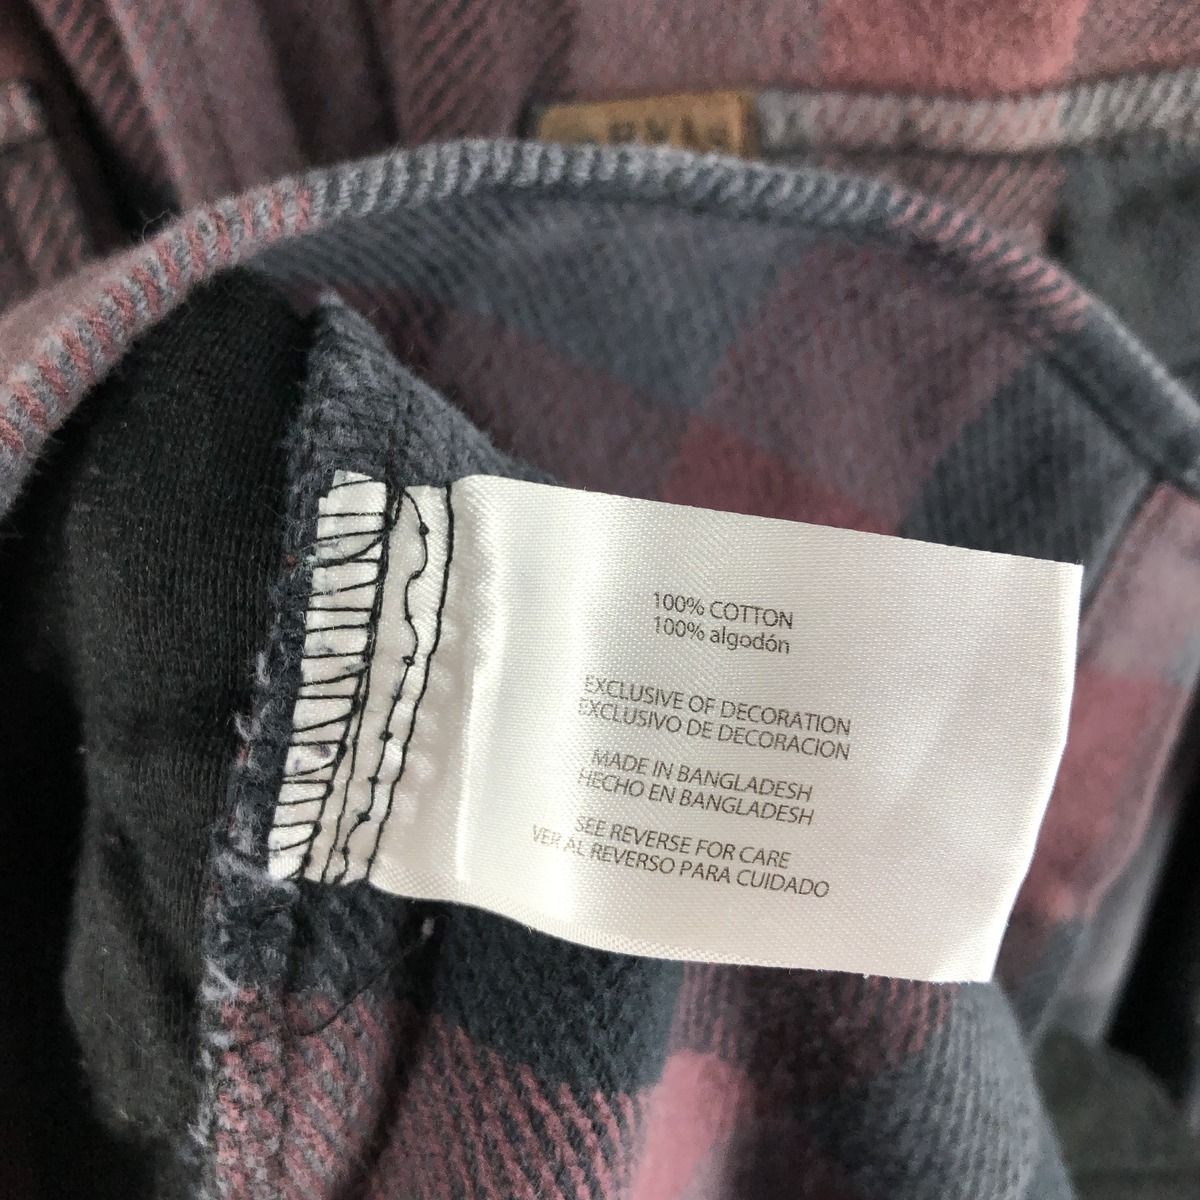 100% COTTON
100% algodón
EXCLUSIVE OF DECORATION
EXCLUSIVO DE DECORACION
MADE IN BANGLADESH
HECHO EN BANGLADESH
SEE REVERSE FOR CARE
VER AL REVERSO PARA CUIDADO